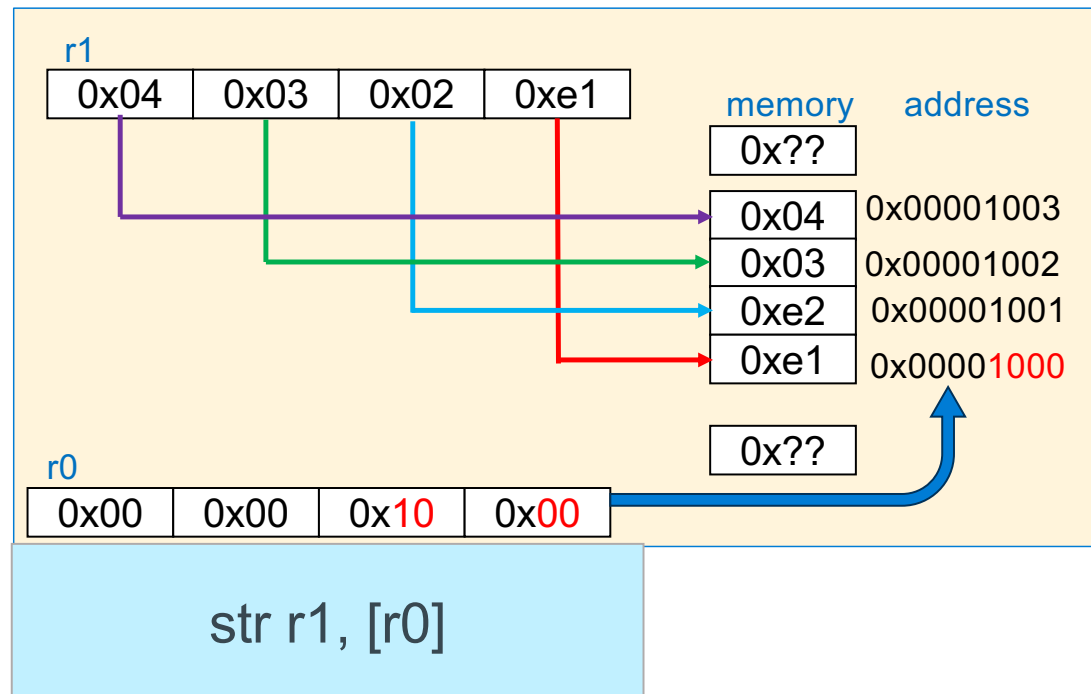 r1
0x04 0x03 0x02 0xe1
memory address
0x??
0x04 0x00001003
0x03 0x00001002
0xe2 0x00001001
0xe1 0x00001000
0x??
r0
0x00 0x00 0x10 0x00
str r1, [r0]